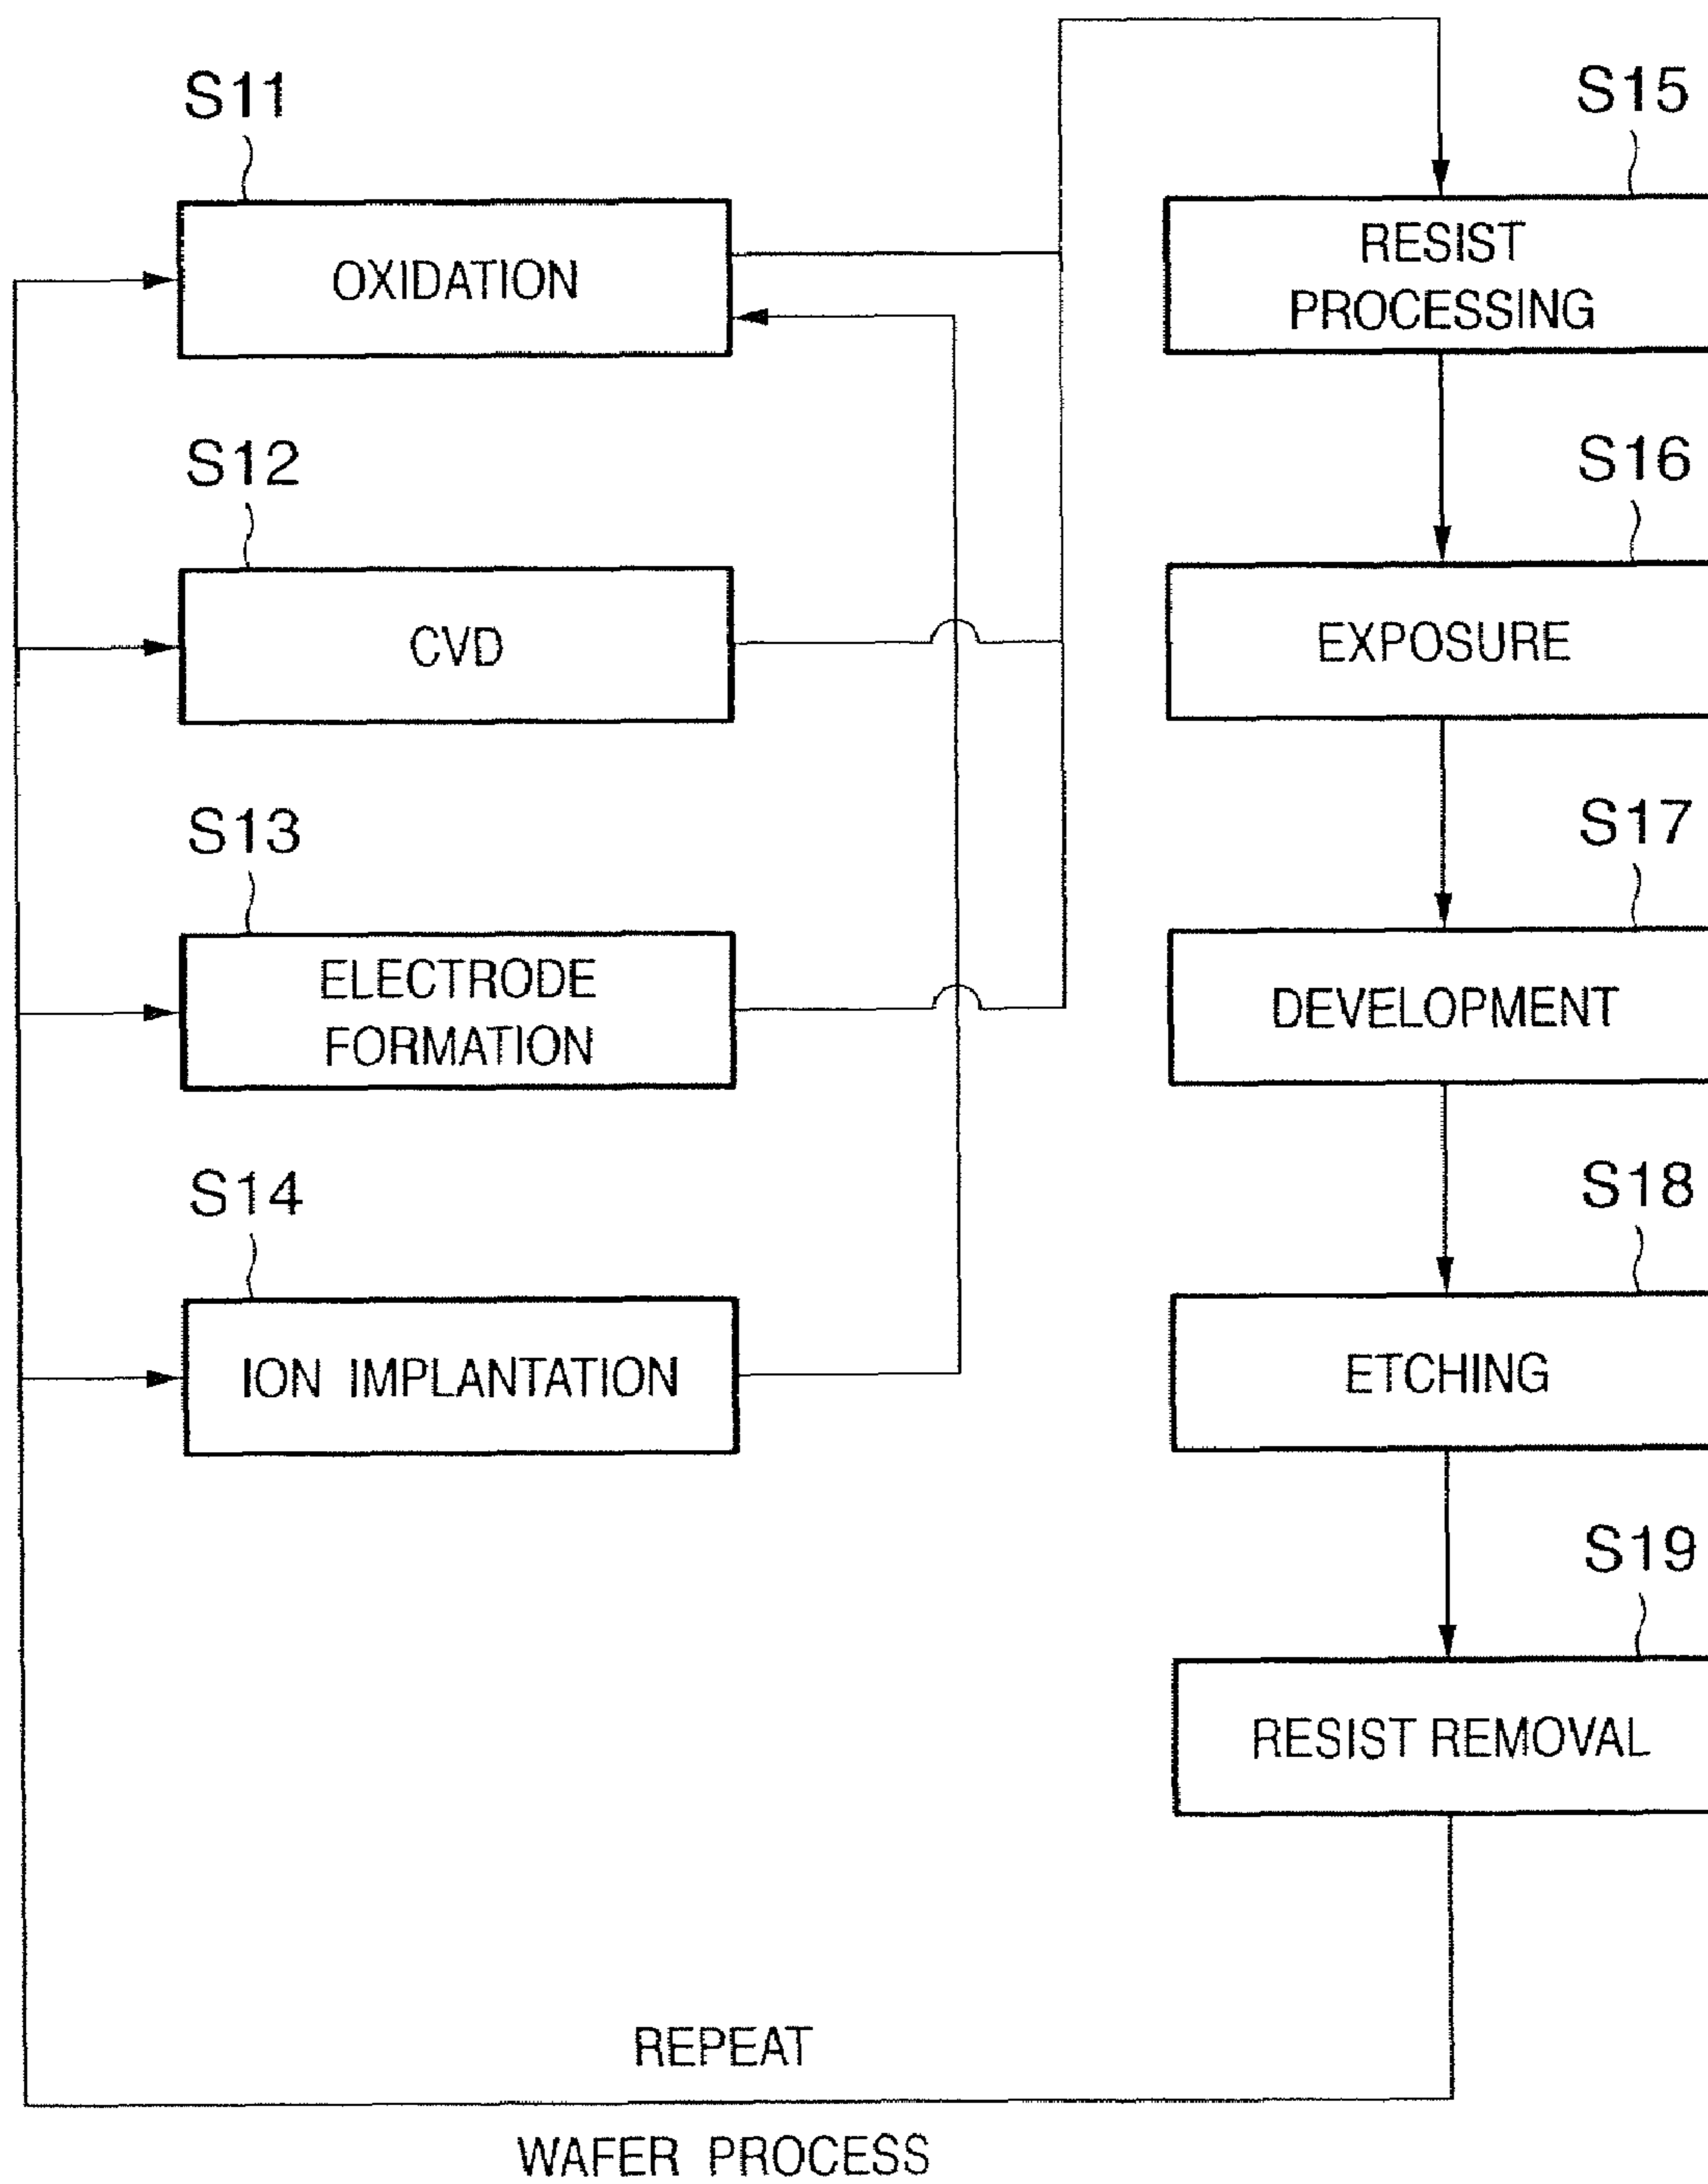 S11
OXIDATION
S12
CVD
S13
ELECTRODE
FORMATION
S14
ION IMPLANTATION
S15
RESIST
PROCESSING
S16
EXPOSURE
S17
DEVELOPMENT
S18
ETCHING
S19
RESIST REMOVAL
REPEAT
WAFER PROCESS